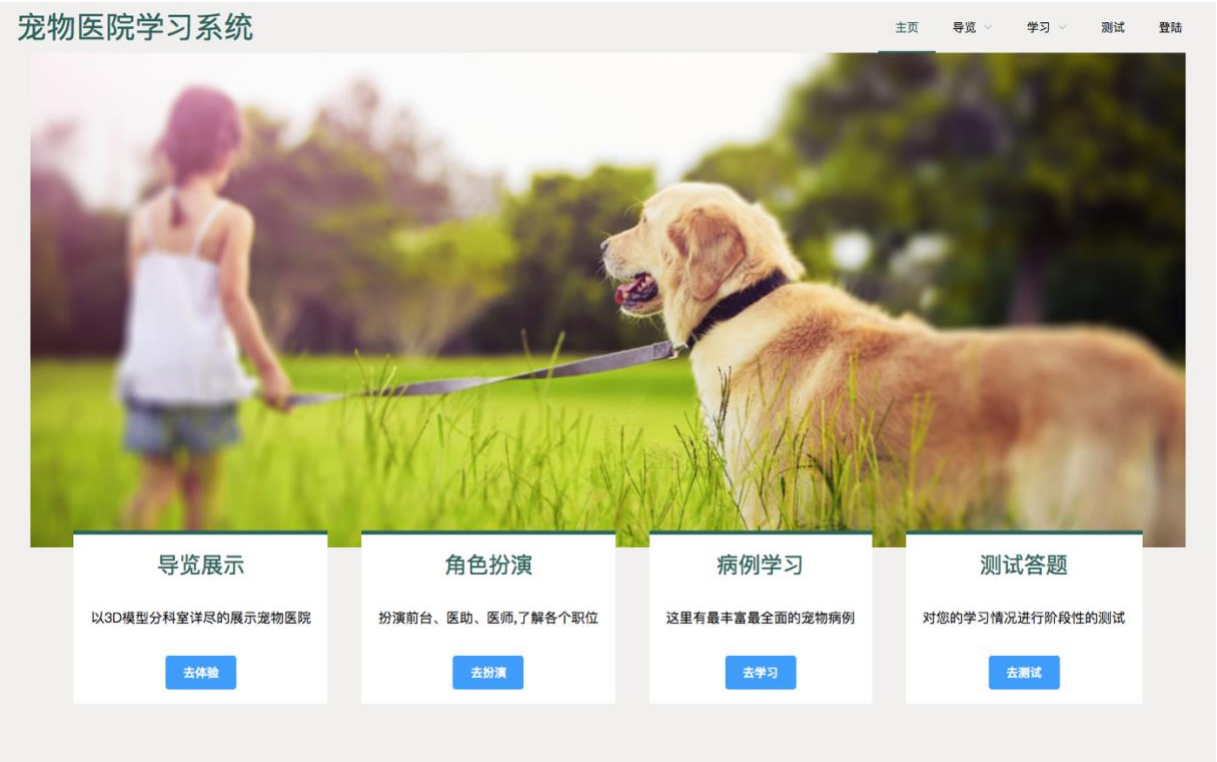 宠物医院学习系统
主页 导览 学习 测试 登陆
导览展示
以3D模型分科室详尽的展示宠物医院
去体验
角色扮演
扮演前台、医助、医师,了解各个职位
去扮演
病例学习
这里有最丰富最全面的宠物病例
去学习
测试答题
对您的学习情况进行阶段性的测试
去测试